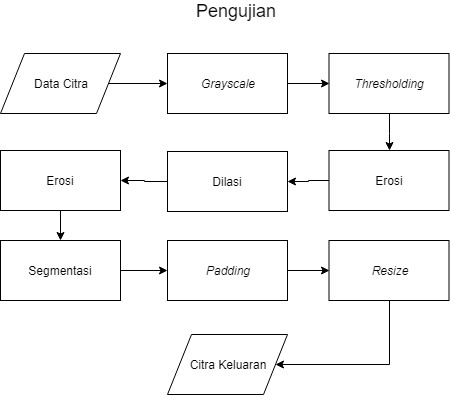 Pengujian
Data Citra
Grayscale
Thresholding
Erosi
Dilasi
Erosi
Segmentasi
Padding
Resize
Citra Keluaran